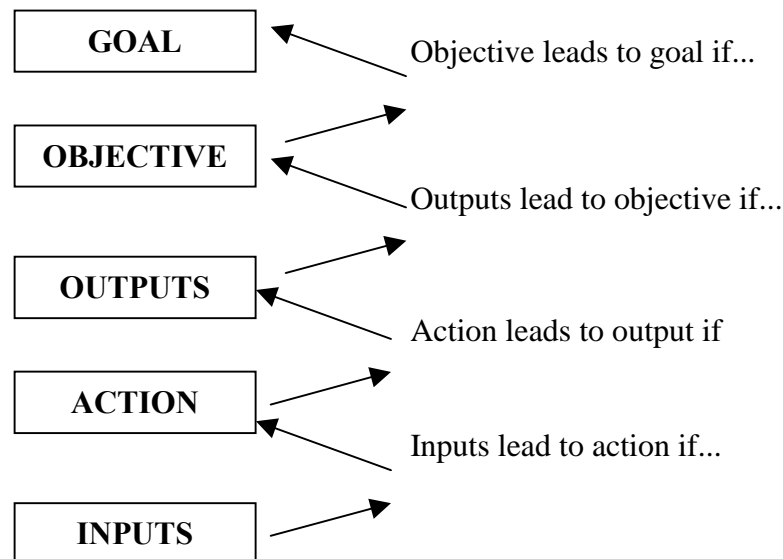 GOAL
Objective leads to goal if...
OBJECTIVE
Outputs lead to objective if...
OUTPUTS
Action leads to output if
ACTION
Inputs lead to action if...
INPUTS